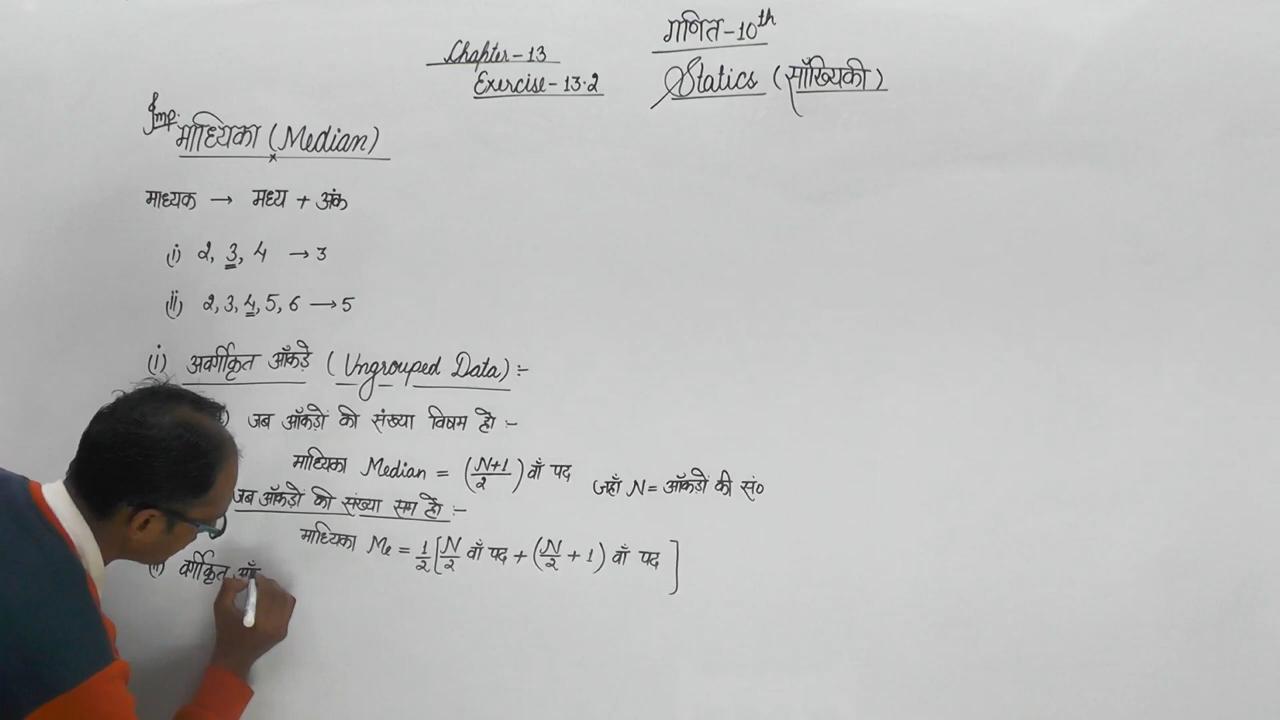 गणित-10th
Chapter-13
Exercise-13.2
Statics (साँख्यिकी)
Imp.
माध्यिका (Median)
माध्यक → मध्य + अंक
(i) 2, 3, 4 → 3
(ii) 2, 3, 4, 5, 6 → 5
(i) अवर्गीकृत आँकड़े (Ungrouped Data) :-
जब आँकड़ों की संख्या विषम हो :-
माध्यिका Median = (N+1/2) वाँ पद जहाँ N = आँकड़ों की सं०
जब आँकड़ों की संख्या सम हो :-
माध्यिका Me = 1/2 [N/2 वाँ पद + (N/2 + 1) वाँ पद]
वर्गीकृत